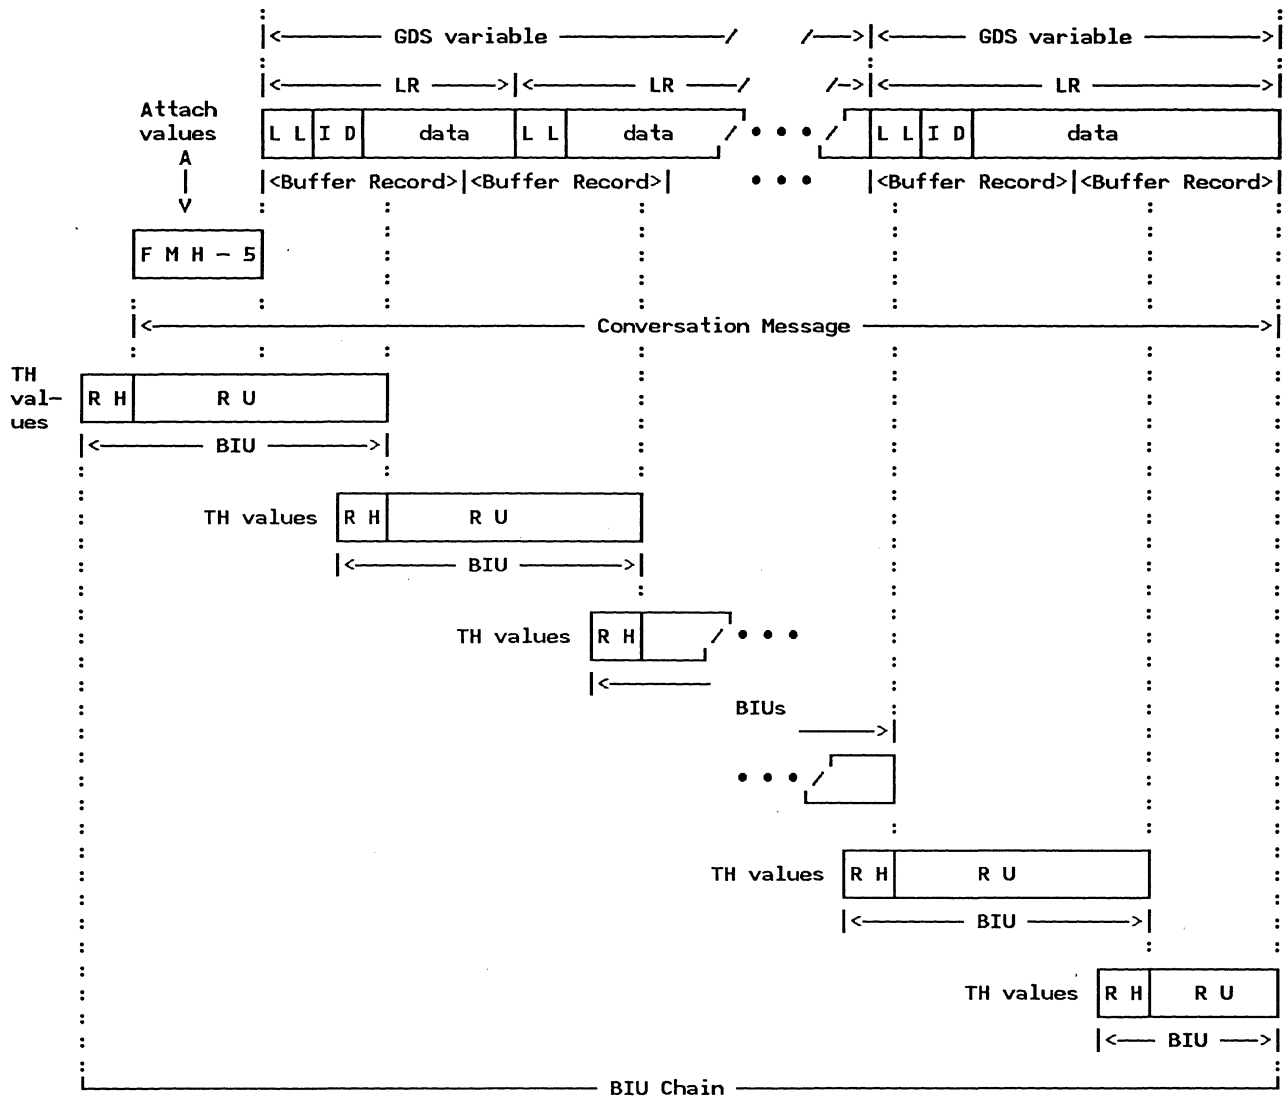 |<—— GDS variable ——/ /——>|<—— GDS variable ——>|
|<—— LR ——>|<—— LR ——/ /—>|<—— LR ——>|
Attach
values
L L|I D| data |L L| data / • • • / |L L|I D| data
A
|<Buffer Record>|<Buffer Record>| • • • |<Buffer Record>|<Buffer Record>|
V
F M H - 5
|<—— Conversation Message ——>|
TH
val-
ues
R H| R U
|<—— BIU ——>|
TH values R H| R U
|<—— BIU ——>|
TH values R H| / • • •
|<——
BIUs
——>|
• • • /
TH values R H| R U
|<—— BIU ——>|
TH values R H| R U
|<—— BIU ——>|
BIU Chain